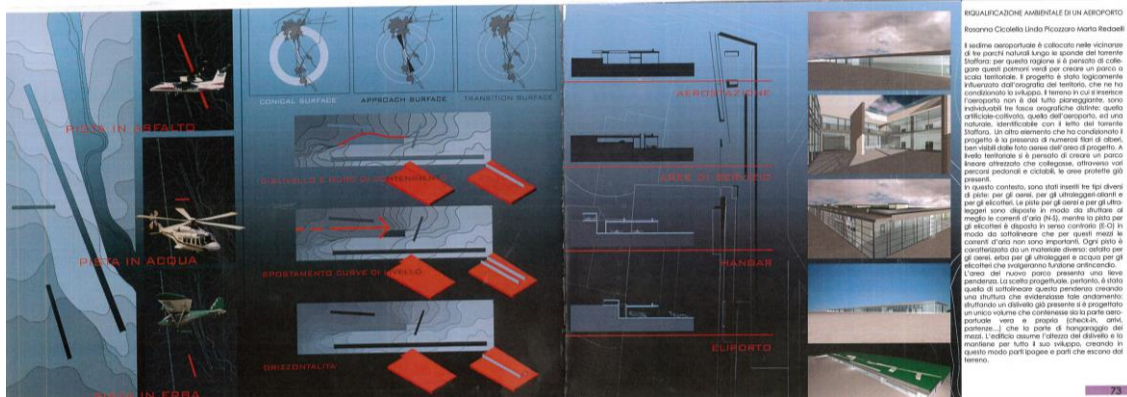 PISTA IN ASFALTO
PISTA IN ACQUA
PISTA IN ERBA
CONICAL SURFACE
APPROACH SURFACE
TRANSITION SURFACE
DISLIVELLO E MURO DI CONTENIMENTO
SPOSTAMENTO CURVE DI LIVELLO
ORIZZONTALITA'
AEROSTAZIONE
AREE DI SERVIZIO
HANGAR
ELIPORTO
RIQUALIFICAZIONE AMBIENTALE DI UN AEROPORTO
Rosanna Cicolella Linda Picozzaro Marta Redaelli
Il sedime aeroportuale è collocato nelle vicinanze
di tre parchi naturali lungo le sponde del torrente
Staffora: per questa ragione si è pensato di colle-
gare questi polmoni verdi per creare un parco a
scala territoriale. Il progetto è stato logicamente
influenzato dall'orografia del territorio, che ne ha
condizionato lo sviluppo. Il terreno in cui si inserisce
l'aeroporto non è del tutto pianeggiante, sono
individuabili tre fasce orografiche distinte: quella
artificiale-coltivata, quella dell'aeroporto, ed una
naturale, identificabile con il letto del torrente
Staffora. Un altro elemento che ha condizionato il
progetto è la presenza di numerosi filari di alberi,
ben visibili dalle foto aeree dell'area di progetto. A
livello territoriale si è pensato di creare un parco
lineare attrezzato che collegasse, attraverso vari
percorsi pedonali e ciclabili, le aree protette già
presenti.
In questo contesto, sono stati inseriti tre tipi diversi
di piste: per gli aerei, per gli ultraleggeri-alianti e
per gli elicotteri. Le piste per gli aerei e per gli ultra-
leggeri sono disposte in modo da sfruttare al
meglio le correnti d'aria (N-S), mentre la pista per
gli elicotteri è disposta in senso contrario (E-O) in
modo da sottolineare che per questi mezzi le
correnti d'aria non sono importanti. Ogni pista è
caratterizzata da un materiale diverso: asfalto per
gli aerei, erba per gli ultraleggeri e acqua per gli
elicotteri che svolgeranno funzione antincendio.
L'area del nuovo parco presenta una lieve
pendenza. La scelta progettuale, pertanto, è stata
quella di sottolineare questa pendenza creando
una struttura che evidenziasse tale andamento:
sfruttando un dislivello già presente si è progettato
un unico volume che contenesse sia la parte aero-
portuale vera e propria (check-in, arrivi,
partenze...) che la parte di hangaraggio dei
mezzi. L'edificio assume l'altezza del dislivello e la
mantiene per tutto il suo sviluppo, creando in
questo modo parti ipogee e parti che escono dal
terreno.
73